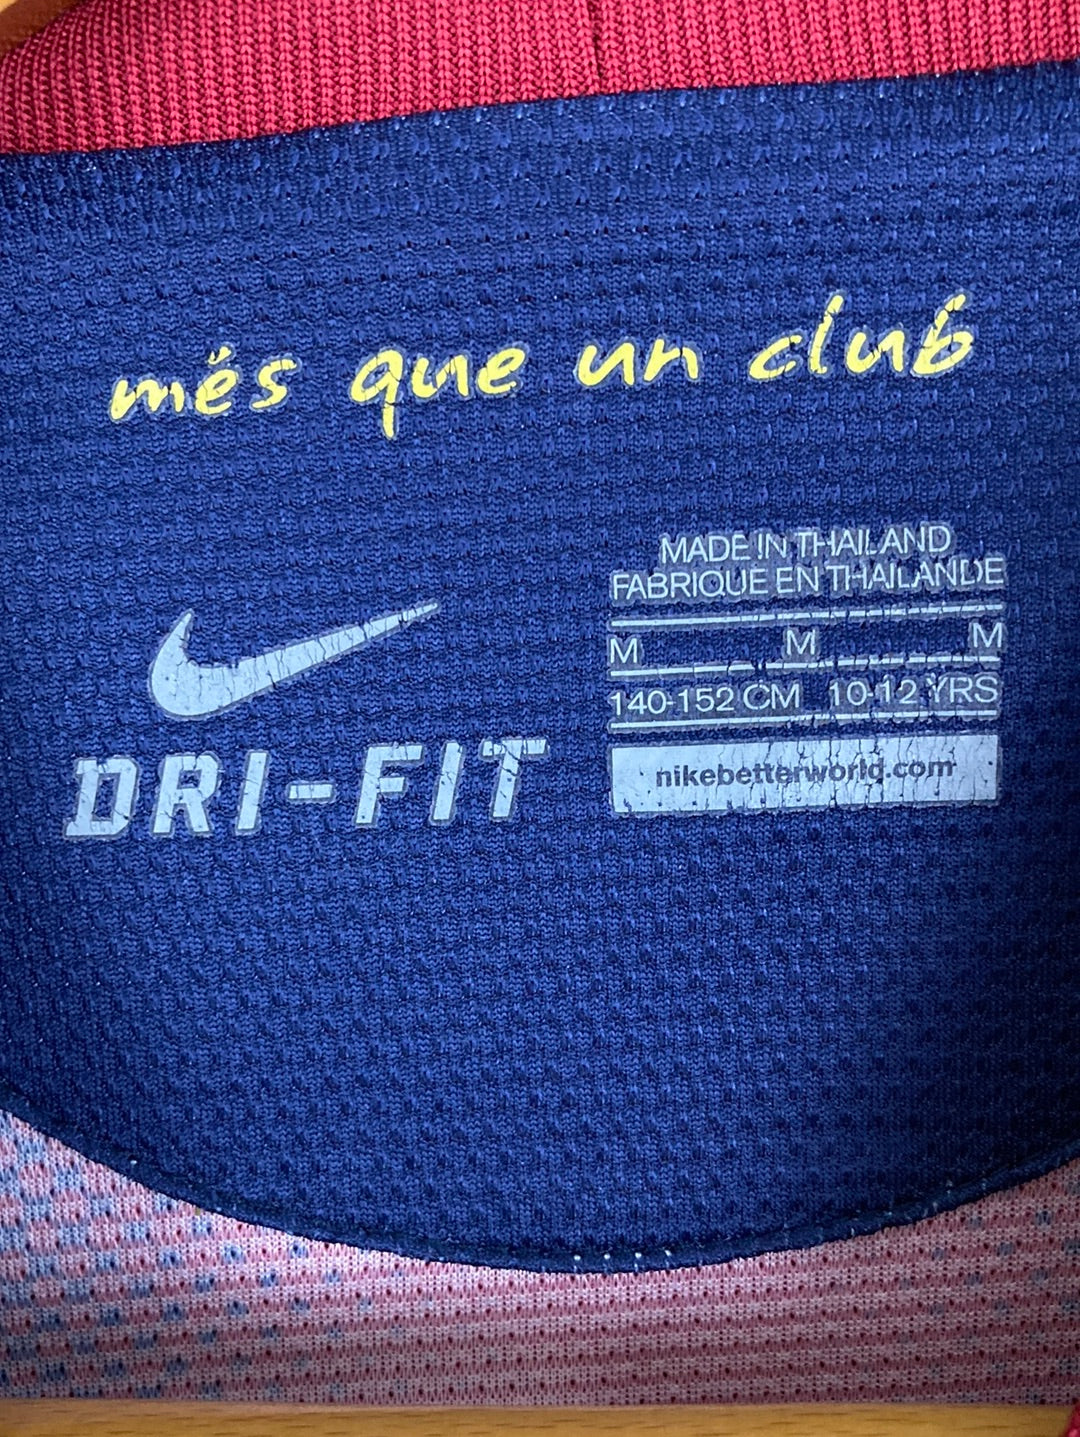 més que un club
MADE IN THAILAND
FABRIQUE EN THAILANDE
M M M
140-152 CM 10-12 YRS
nikebetterworld.com
DRI-FIT